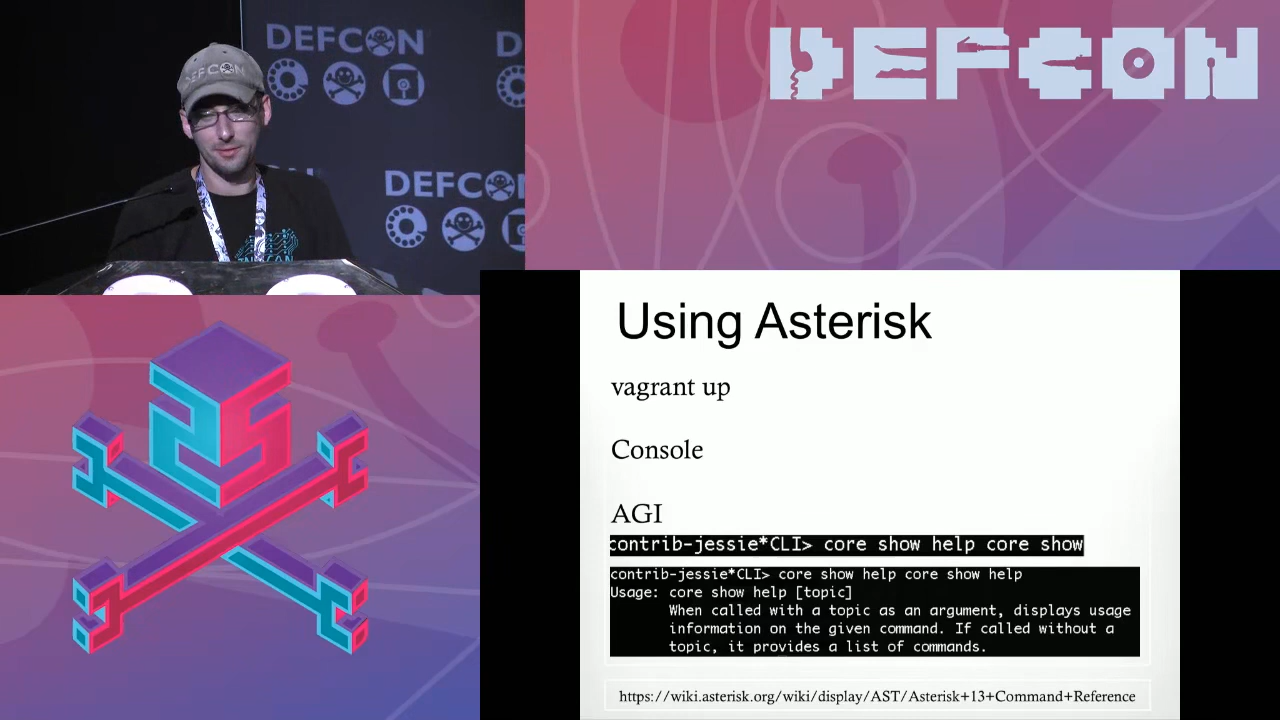 DEFCON
DEFCON
D
DEFCON
DEFCON
25
Using Asterisk
vagrant up
Console
AGI
contrib-jessie*CLI> core show help core show
contrib-jessie*CLI> core show help core show help
Usage: core show help [topic]
When called with a topic as an argument, displays usage
information on the given command. If called without a
topic, it provides a list of commands.
https://wiki.asterisk.org/wiki/display/AST/Asterisk+13+Command+Reference